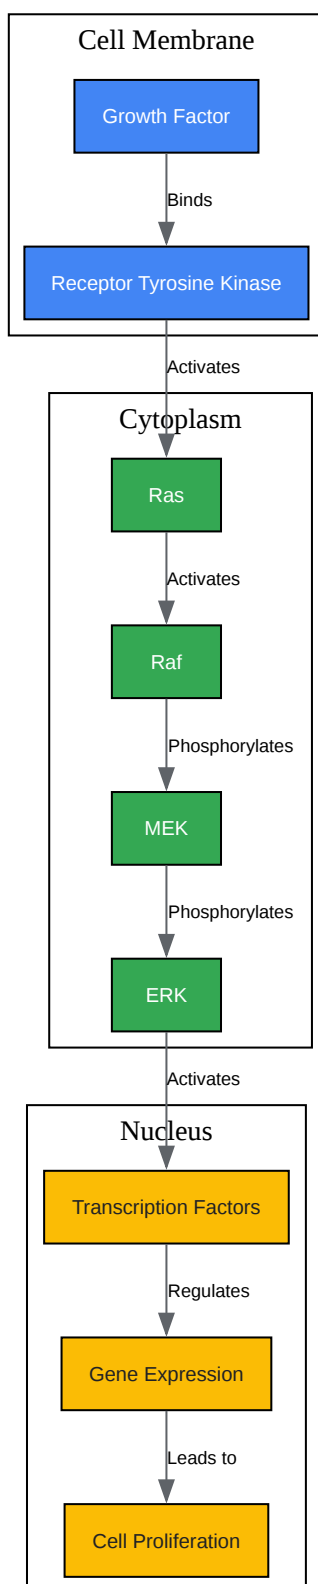 Cell Membrane
Growth Factor
Binds
Receptor Tyrosine Kinase
Activates
Cytoplasm
Ras
Activates
Raf
Phosphorylates
MEK
Phosphorylates
ERK
Activates
Nucleus
Transcription Factors
Regulates
Gene Expression
Leads to
Cell Proliferation